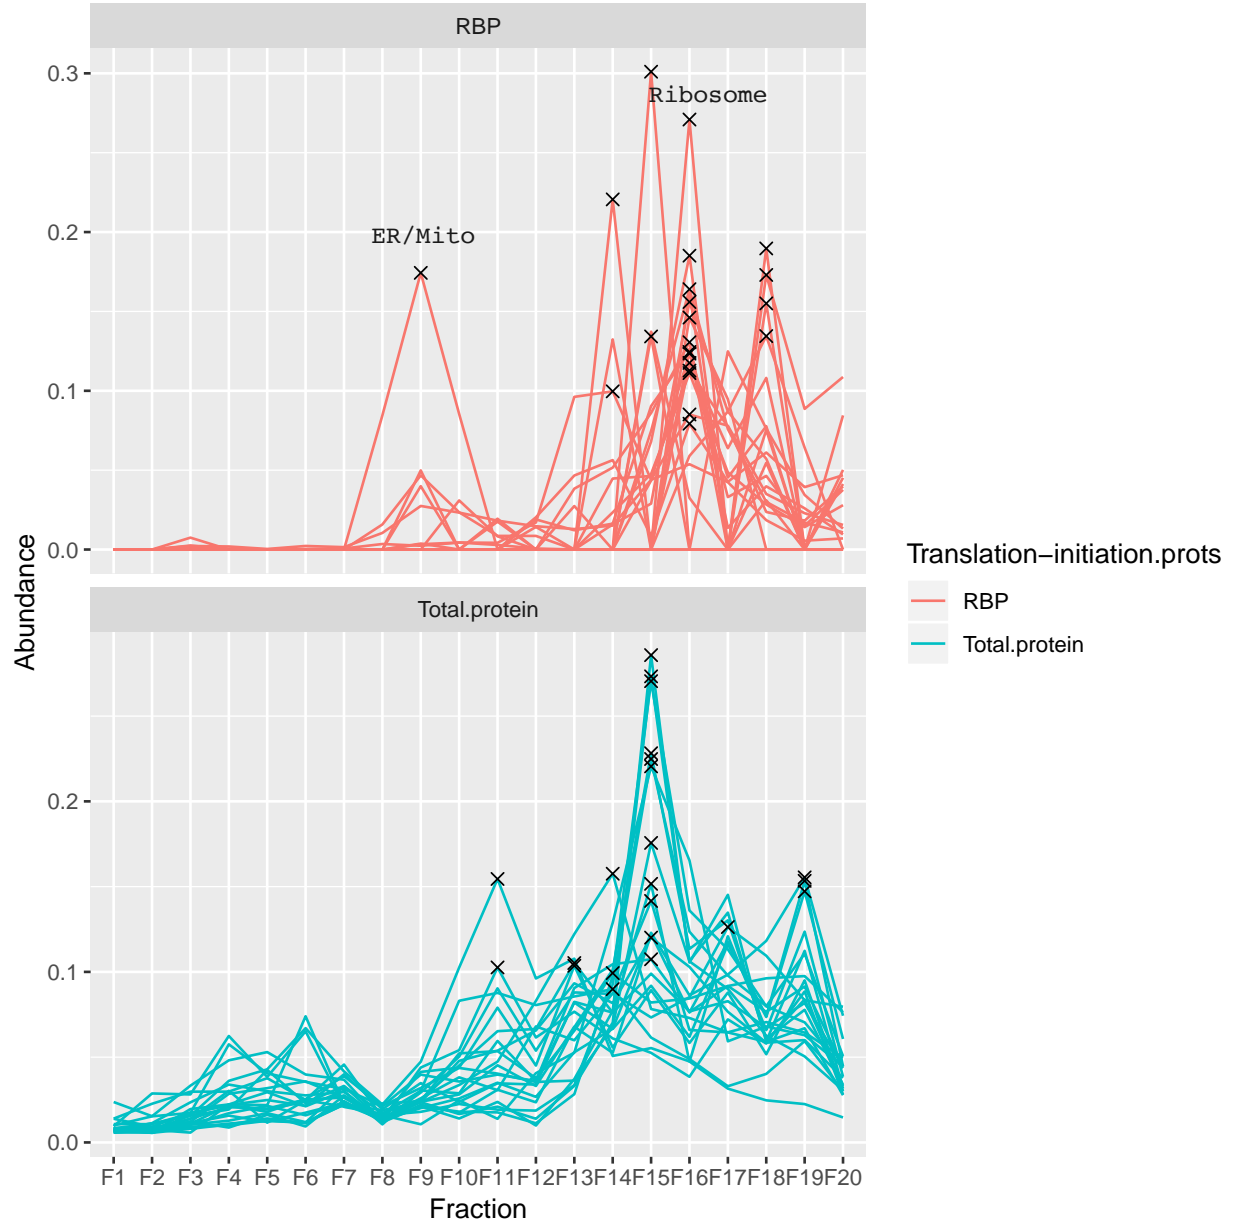 RBP
0.3
Ribosome
0.2
ER/Mito
0.1
0.0
Abundance
Translation-initiation.prots
RBP
Total.protein
Total.protein
0.2
0.1
0.0
F1 F2 F3 F4 F5 F6 F7 F8 F9 F10 F11 F12 F13 F14 F15 F16 F17 F18 F19 F20
Fraction